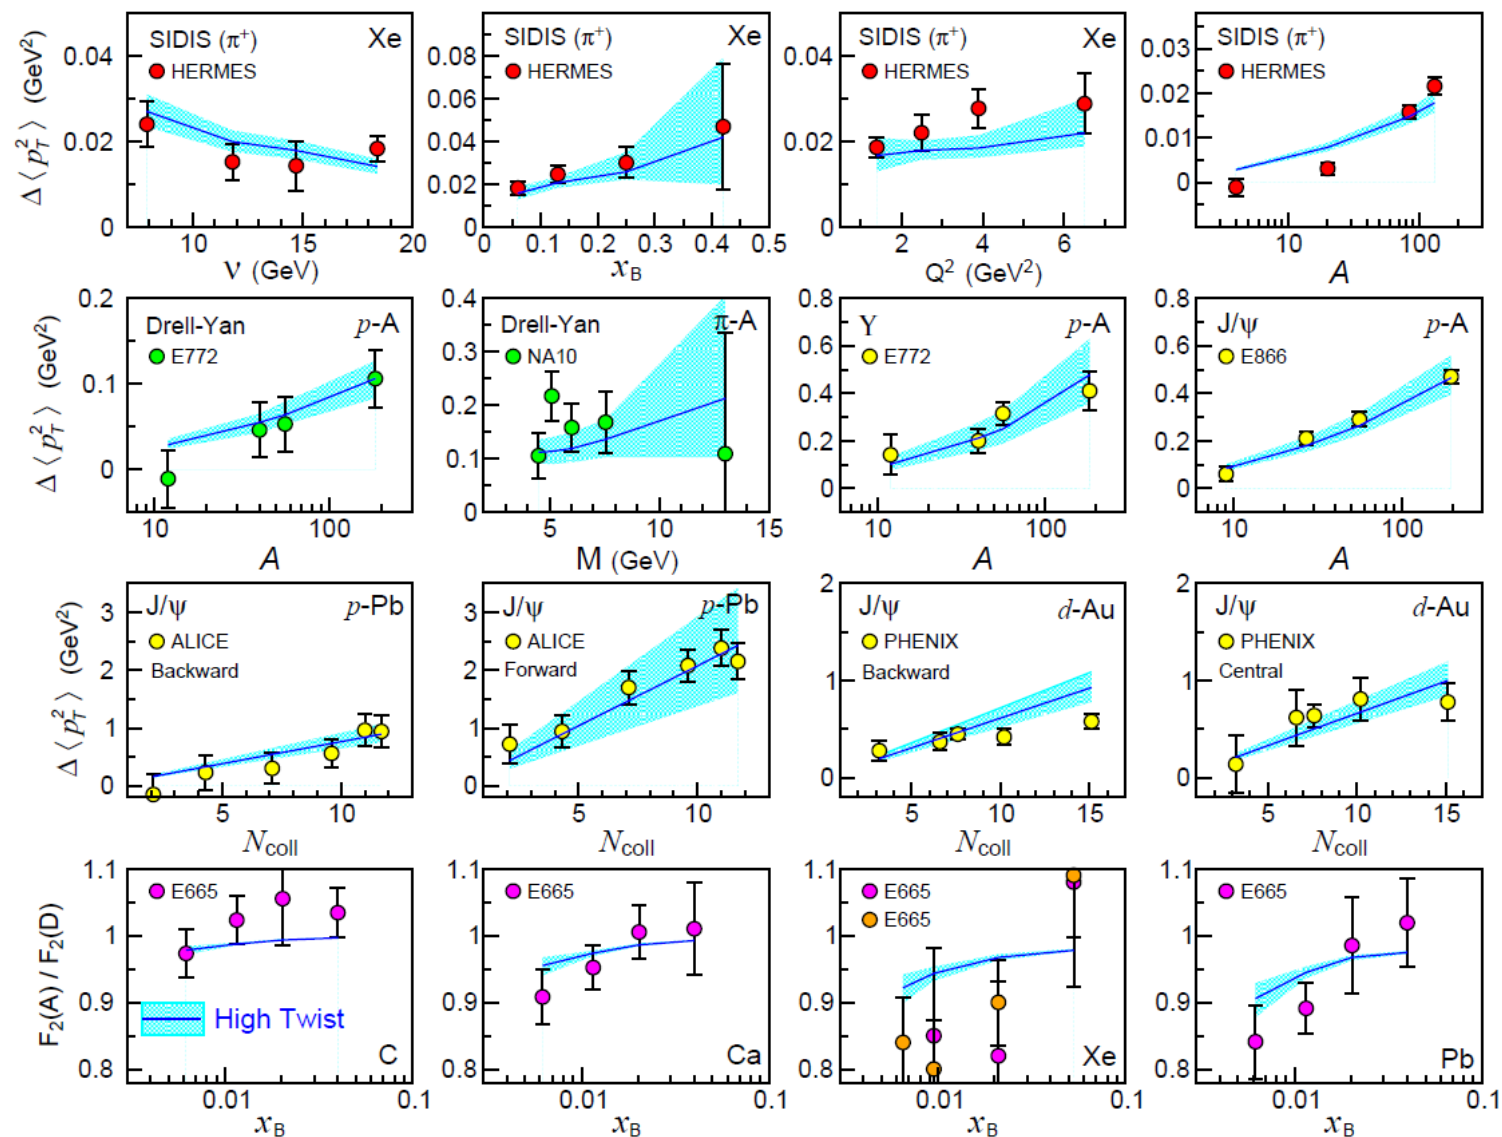 Δ⟨p_T^2⟩ (GeV²)
SIDIS (π⁺) Xe
HERMES
0.04
0.02
0
10 15 20
ν (GeV)
SIDIS (π⁺) Xe
HERMES
0.08
0.06
0.04
0.02
0
0 0.1 0.2 0.3 0.4 0.5
x_B
SIDIS (π⁺) Xe
HERMES
0.04
0.02
0
2 4 6
Q² (GeV²)
SIDIS (π⁺)
HERMES
0.03
0.02
0.01
0
10 100
A
Δ⟨p_T^2⟩ (GeV²)
Drell-Yan p-A
E772
0.2
0.1
0
10 100
A
Drell-Yan π-A
NA10
0.4
0.3
0.2
0.1
0
5 10 15
M (GeV)
ϒ p-A
E772
0.8
0.6
0.4
0.2
0
10 100
A
J/ψ p-A
E866
0.8
0.6
0.4
0.2
0
10 100
A
Δ⟨p_T^2⟩ (GeV²)
J/ψ p-Pb
ALICE
Backward
3
2
1
0
5 10
N_coll
J/ψ p-Pb
ALICE
Forward
3
2
1
0
5 10
N_coll
J/ψ d-Au
PHENIX
Backward
2
1
0
5 10 15
N_coll
J/ψ d-Au
PHENIX
Central
2
1
0
5 10 15
N_coll
F₂(A) / F₂(D)
E665
1.1
1
0.9
0.8
High Twist
C
0.01 0.1
x_B
E665
1.1
1
0.9
0.8
Ca
0.01 0.1
x_B
E665
E665
1.1
1
0.9
0.8
Xe
0.01 0.1
x_B
E665
1.1
1
0.9
0.8
Pb
0.01 0.1
x_B